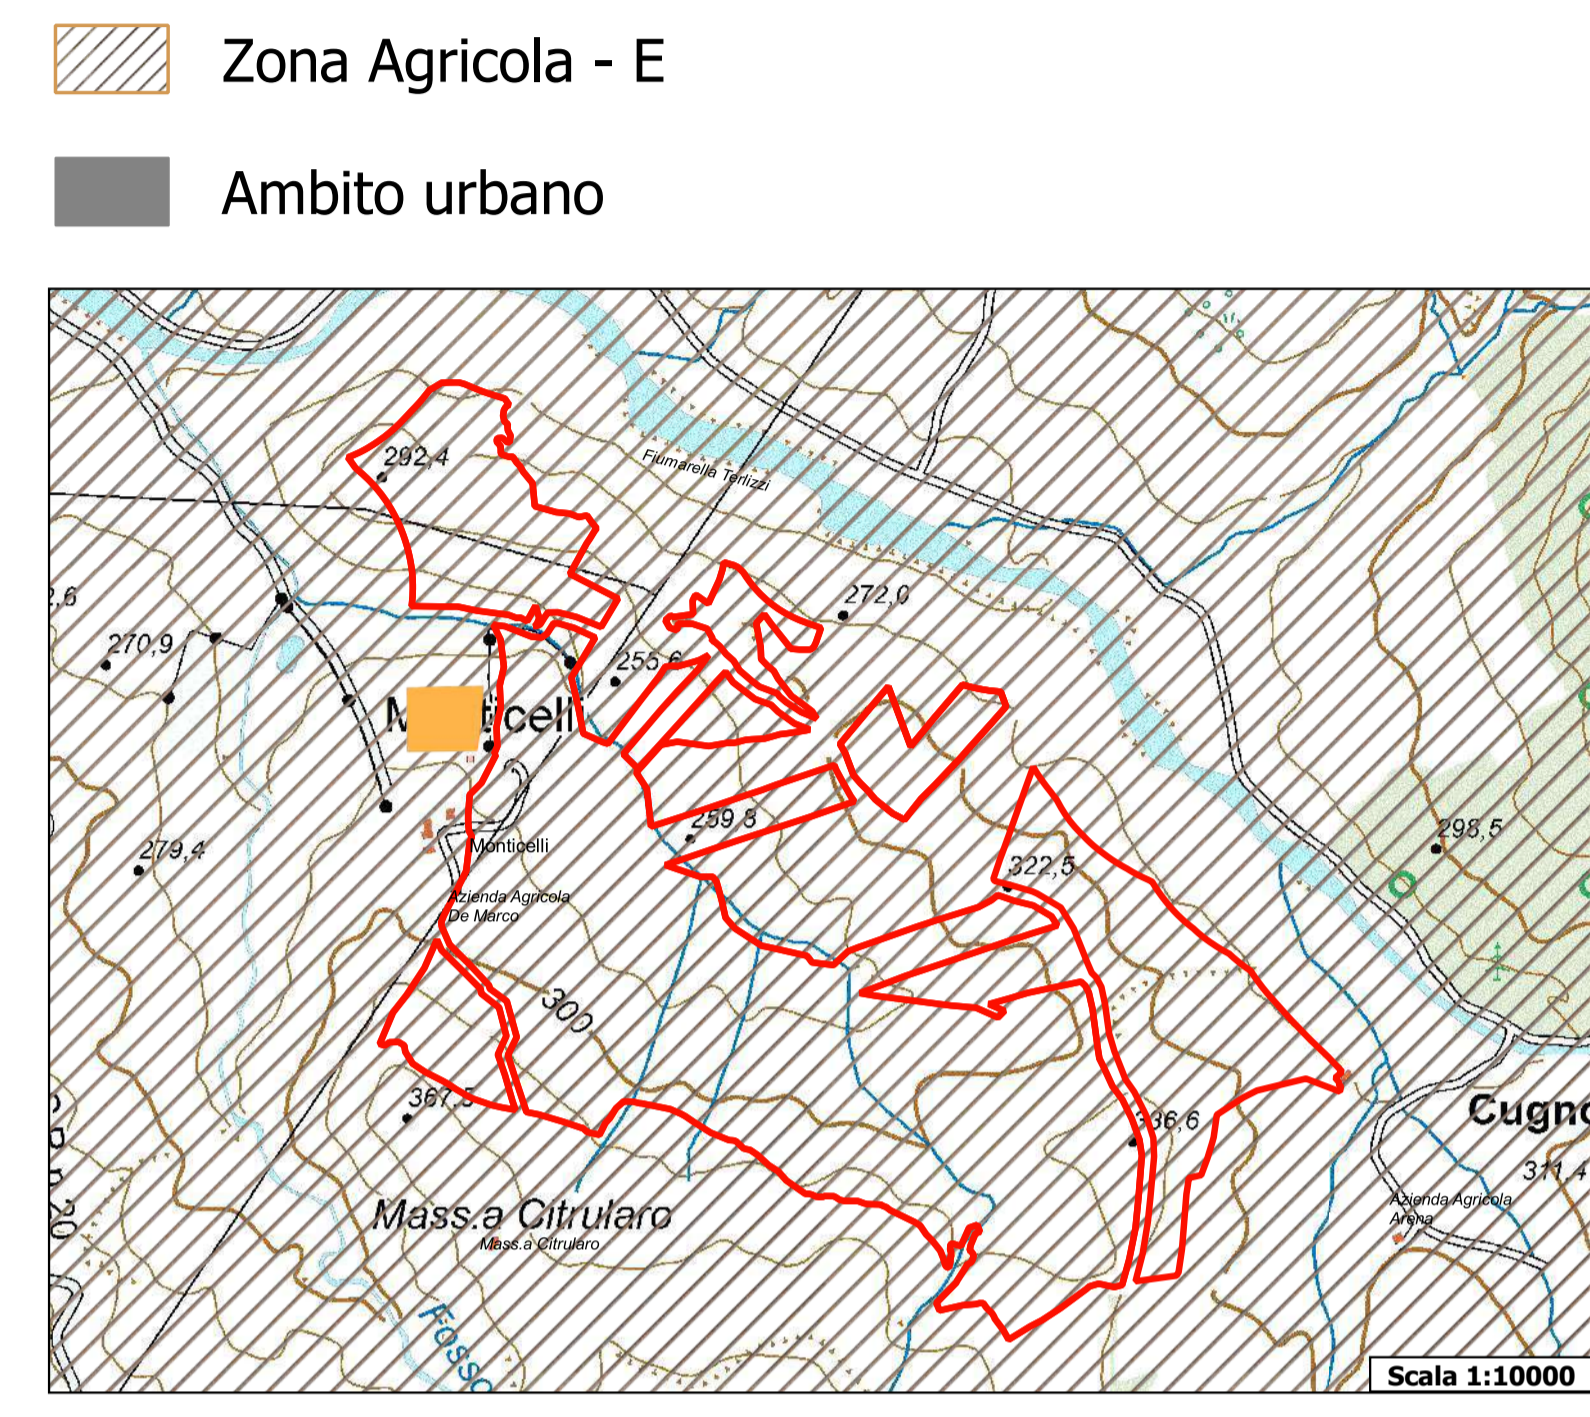 Zona Agricola - E
Ambito urbano
292,4
Fiumarella Terlizzi
272,0
270,9
255,6
259,8
298,5
279,4
Monticelli
322,5
Azienda Agricola
De Marco
300
367,5
336,6
Cugno
311,4
Azienda Agricola
Arena
Mass.a Citrularo
Mass.a Citrularo
Fosso
Scala 1:10000